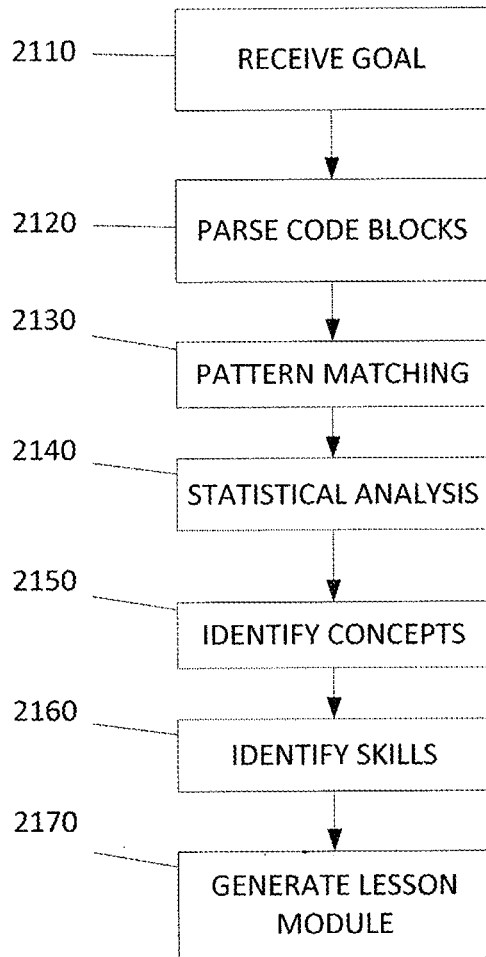 2110
RECEIVE GOAL
2120
PARSE CODE BLOCKS
2130
PATTERN MATCHING
2140
STATISTICAL ANALYSIS
2150
IDENTIFY CONCEPTS
2160
IDENTIFY SKILLS
2170
GENERATE LESSON
MODULE